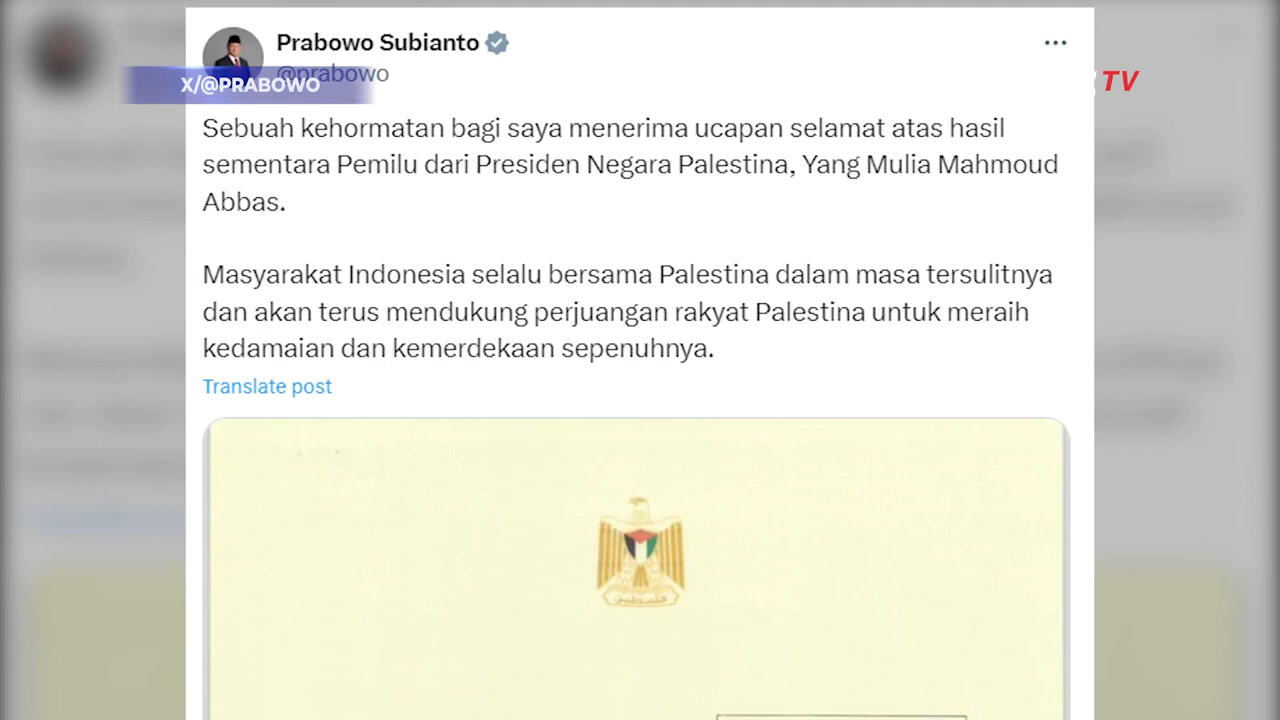 Prabowo Subianto
@prabowo
X/@PRABOWO
TV
Sebuah kehormatan bagi saya menerima ucapan selamat atas hasil
sementara Pemilu dari Presiden Negara Palestina, Yang Mulia Mahmoud
Abbas.
Masyarakat Indonesia selalu bersama Palestina dalam masa tersulitnya
dan akan terus mendukung perjuangan rakyat Palestina untuk meraih
kedamaian dan kemerdekaan sepenuhnya.
Translate post
فلسطين